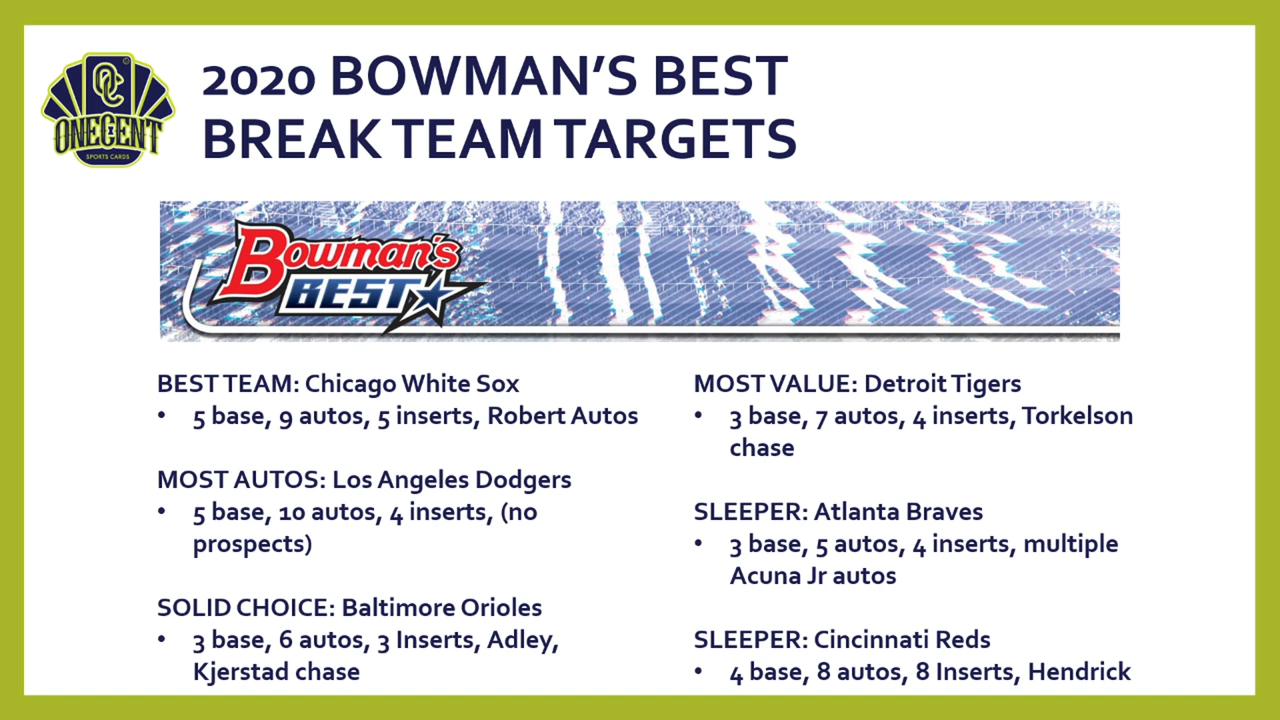 OC
ONECENT
SPORTS CARDS
2020 BOWMAN'S BEST
BREAK TEAM TARGETS
Bowman's
BEST
BEST TEAM: Chicago White Sox
• 5 base, 9 autos, 5 inserts, Robert Autos
MOST AUTOS: Los Angeles Dodgers
• 5 base, 10 autos, 4 inserts, (no
prospects)
SOLID CHOICE: Baltimore Orioles
• 3 base, 6 autos, 3 Inserts, Adley,
Kjerstad chase
MOST VALUE: Detroit Tigers
• 3 base, 7 autos, 4 inserts, Torkelson
chase
SLEEPER: Atlanta Braves
• 3 base, 5 autos, 4 inserts, multiple
Acuna Jr autos
SLEEPER: Cincinnati Reds
• 4 base, 8 autos, 8 Inserts, Hendrick